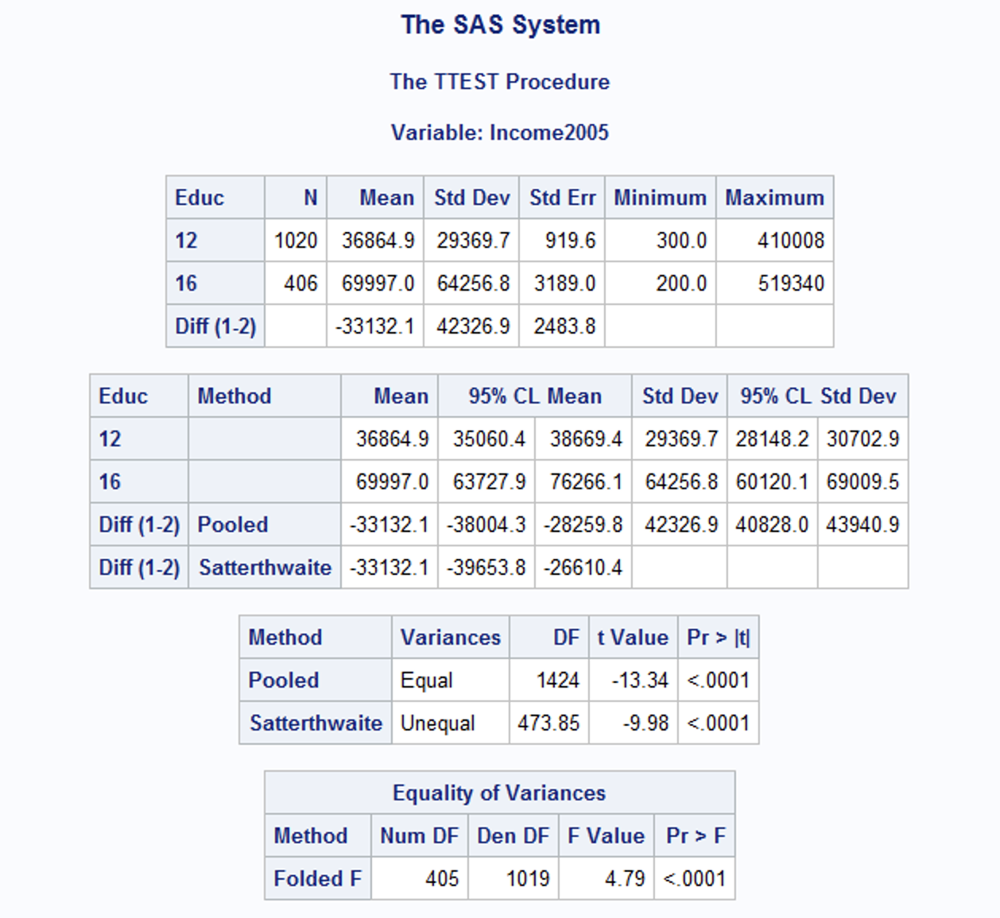 The SAS System
The TTEST Procedure
Variable: Income2005
Educ N Mean Std Dev Std Err Minimum Maximum
12 1020 36864.9 29369.7 919.6 300.0 410008
16 406 69997.0 64256.8 3189.0 200.0 519340
Diff (1-2) -33132.1 42326.9 2483.8
Educ Method Mean 95% CL Mean Std Dev 95% CL Std Dev
12 36864.9 35060.4 38669.4 29369.7 28148.2 30702.9
16 69997.0 63727.9 76266.1 64256.8 60120.1 69009.5
Diff (1-2) Pooled -33132.1 -38004.3 -28259.8 42326.9 40828.0 43940.9
Diff (1-2) Satterthwaite -33132.1 -39653.8 -26610.4
Method Variances DF t Value Pr > |t|
Pooled Equal 1424 -13.34 <.0001
Satterthwaite Unequal 473.85 -9.98 <.0001
Equality of Variances
Method Num DF Den DF F Value Pr > F
Folded F 405 1019 4.79 <.0001